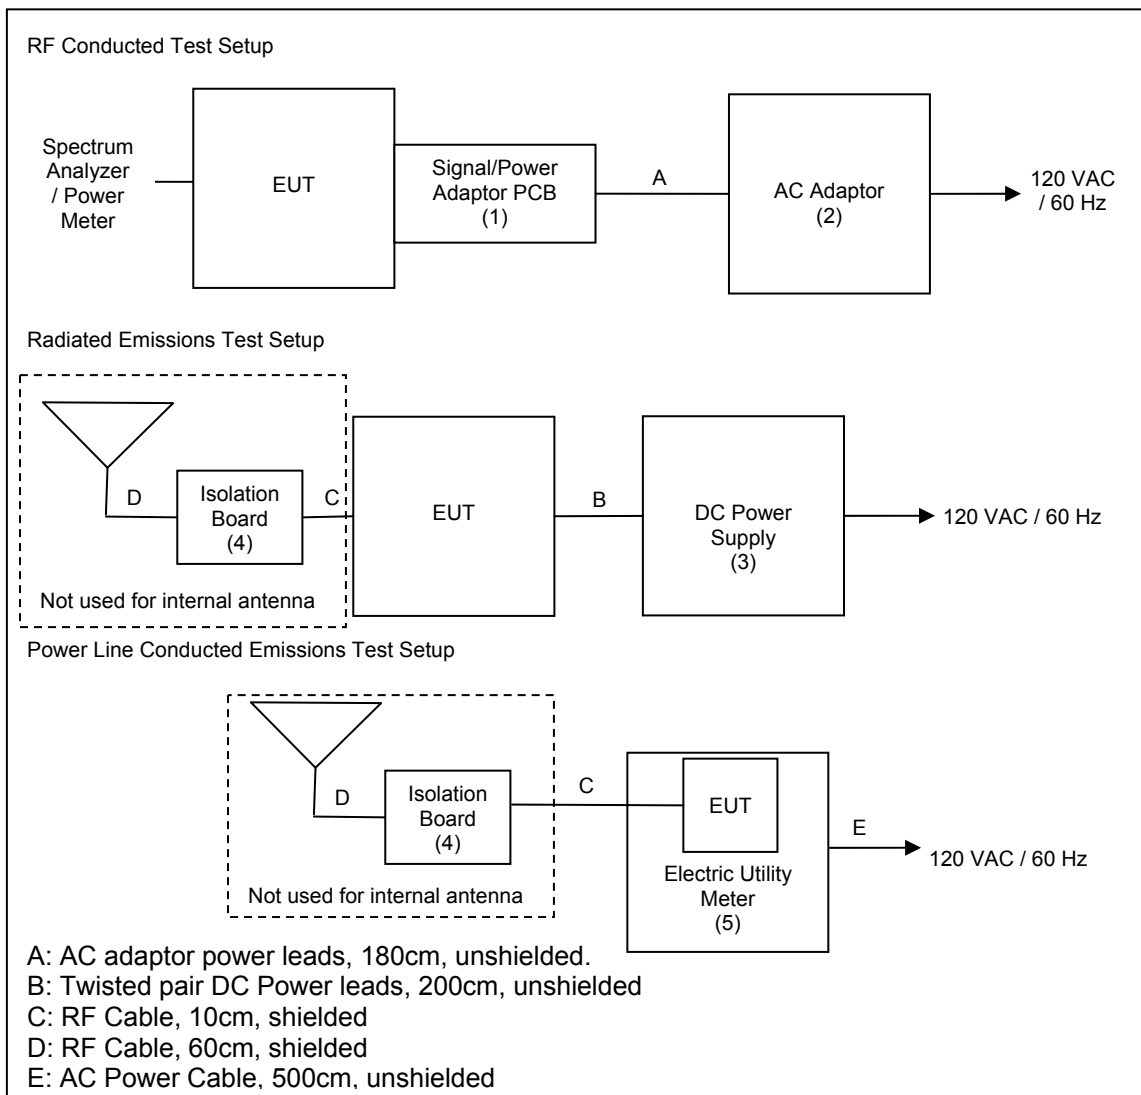 RF Conducted Test Setup
Spectrum
Analyzer
/ Power
Meter
EUT
Signal/Power
Adaptor PCB
(1)
A
AC Adaptor
(2)
120 VAC
/ 60 Hz
Radiated Emissions Test Setup
D
Isolation
Board
(4)
C
Not used for internal antenna
EUT
B
DC Power
Supply
(3)
120 VAC / 60 Hz
Power Line Conducted Emissions Test Setup
D
Isolation
Board
(4)
Not used for internal antenna
C
EUT
Electric Utility
Meter
(5)
E
120 VAC / 60 Hz
A: AC adaptor power leads, 180cm, unshielded.
B: Twisted pair DC Power leads, 200cm, unshielded
C: RF Cable, 10cm, shielded
D: RF Cable, 60cm, shielded
E: AC Power Cable, 500cm, unshielded